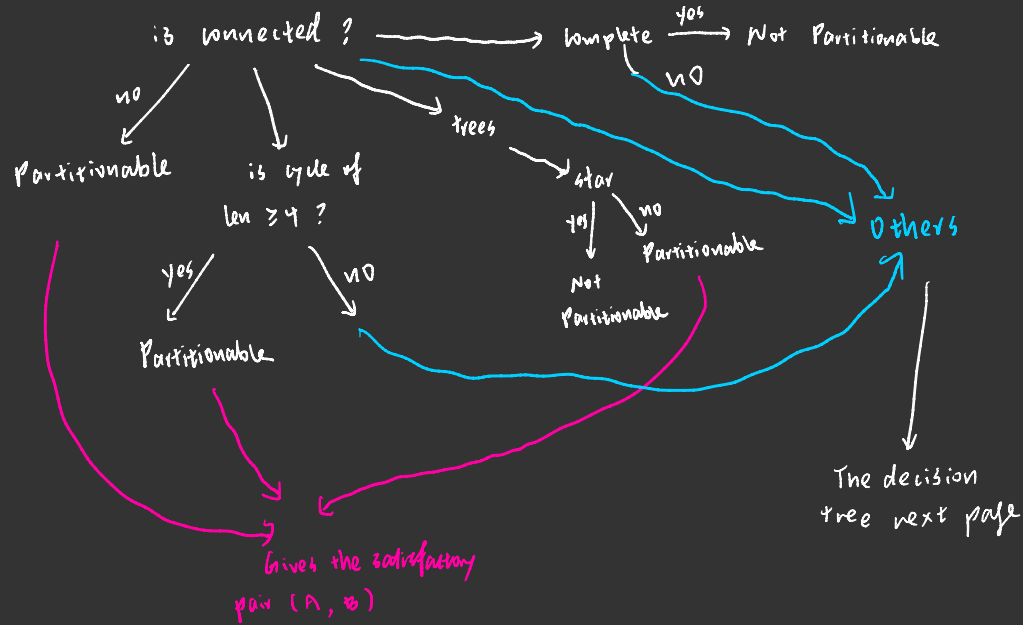 is connected ?
complete
yes
Not Partitionable
no
no
trees
Partitionable
is cycle of
len ≥ 4 ?
star
yes
no
Partitionable
Not
Partitionable
Others
yes
no
Partitionable
The decision
tree next page
Gives the satisfactory
pair (A, B)